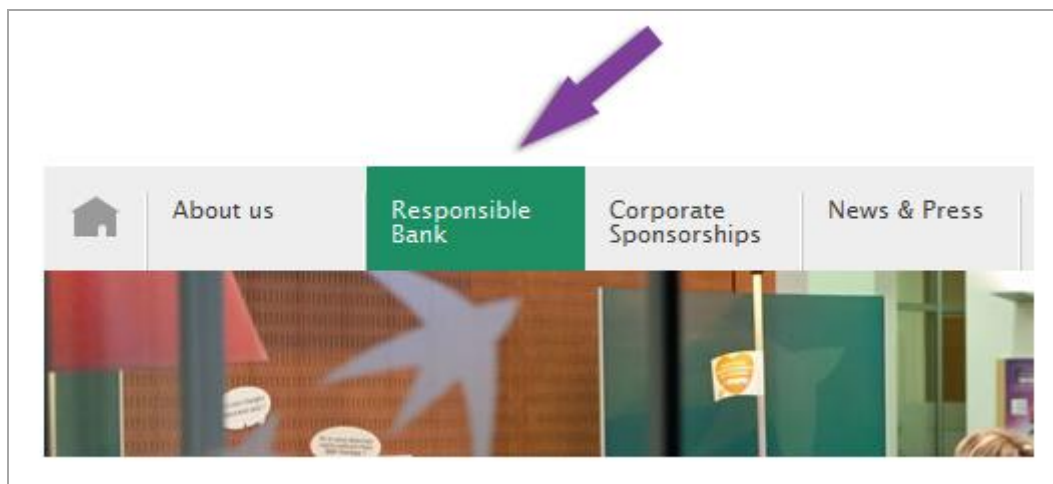 About us
Responsible
Bank
Corporate
Sponsorships
News & Press